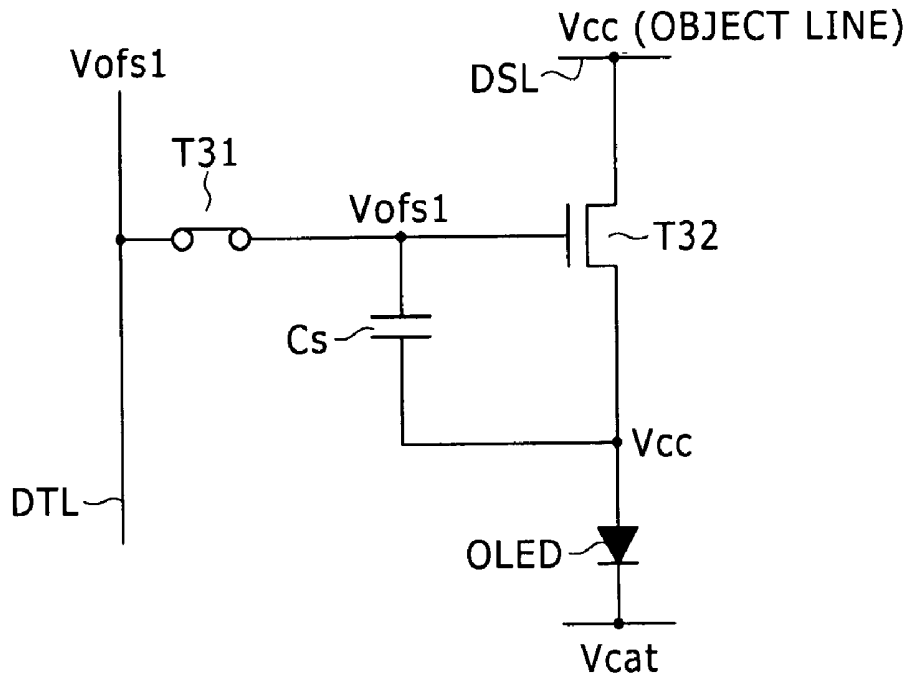 Vcc (OBJECT LINE)
Vofs1
DSL
T31
Vofs1
T32
Cs
Vcc
DTL
OLED
Vcat